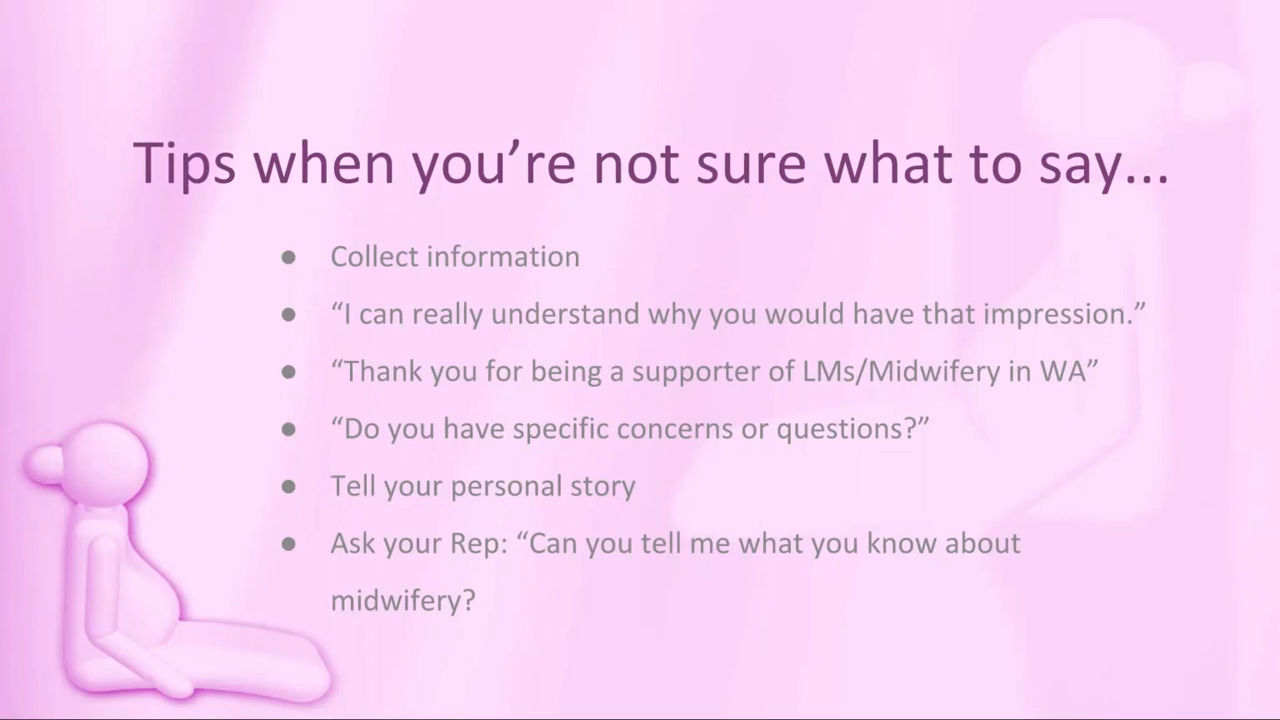 Tips when you’re not sure what to say...
● Collect information
● “I can really understand why you would have that impression.”
● “Thank you for being a supporter of LMs/Midwifery in WA”
● “Do you have specific concerns or questions?”
● Tell your personal story
● Ask your Rep: “Can you tell me what you know about
midwifery?